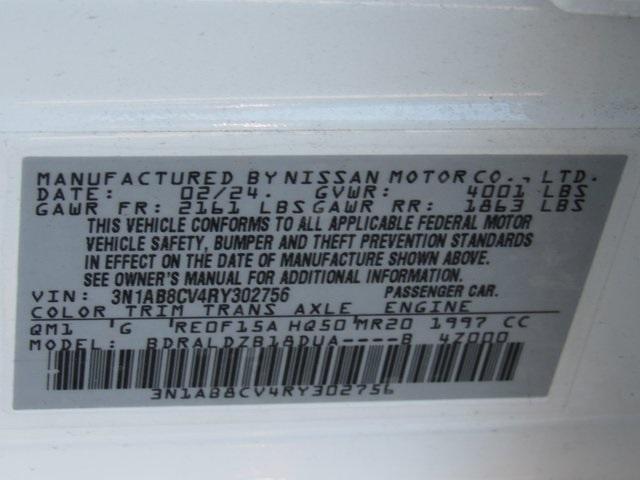 MANUFACTURED BY NISSAN MOTOR CO., LTD.
DATE: 02/24. GVWR: 4001 LBS
GAWR FR: 2161 LBS GAWR RR: 1863 LBS
THIS VEHICLE CONFORMS TO ALL APPLICABLE FEDERAL MOTOR
VEHICLE SAFETY, BUMPER AND THEFT PREVENTION STANDARDS
IN EFFECT ON THE DATE OF MANUFACTURE SHOWN ABOVE.
SEE OWNER'S MANUAL FOR ADDITIONAL INFORMATION.
VIN: 3N1AB8CV4RY302756 PASSENGER CAR.
COLOR TRIM TRANS AXLE ENGINE
QM1 'G RE0F15A HQ50 MR20 1997 CC
MODEL: BDRALDZB18DUA----B 4Z000
3N1AB8CV4RY302756